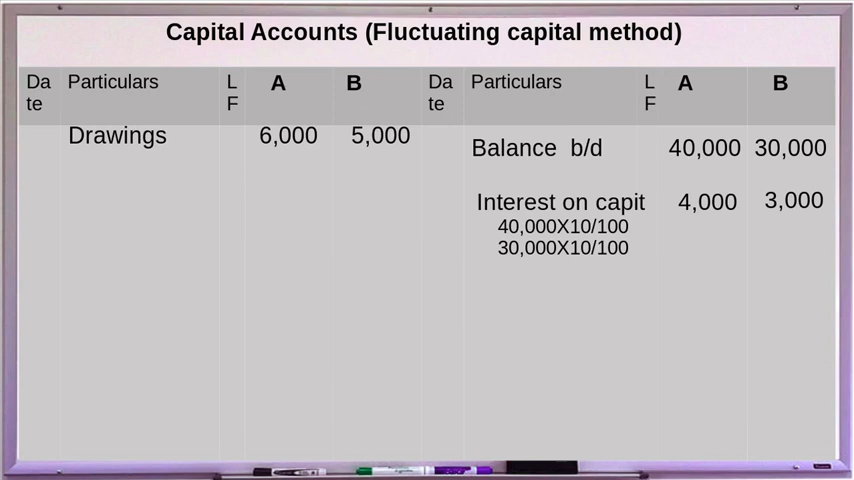 Capital Accounts (Fluctuating capital method)
Da
te
Particulars
L
F
A
B
Da
te
Particulars
L
F
A
B
Drawings 6,000 5,000
Balance b/d 40,000 30,000
Interest on capit 4,000 3,000
40,000X10/100
30,000X10/100